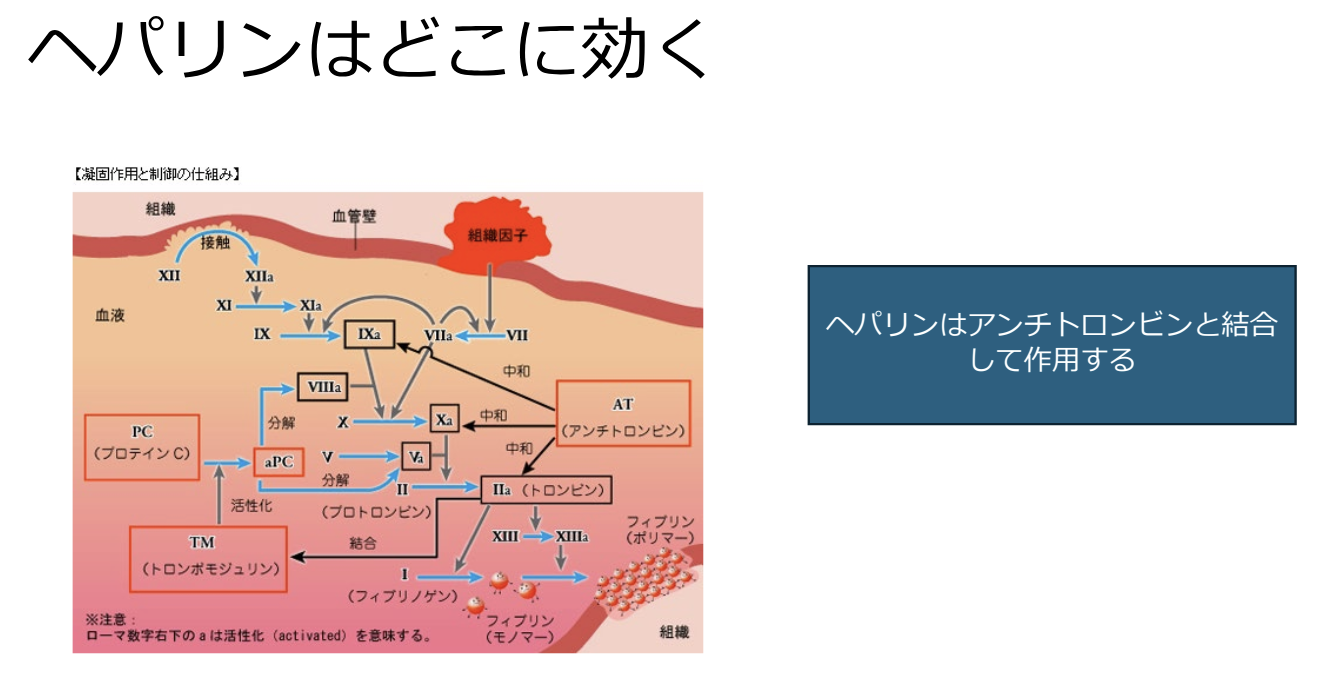 ヘパリンはどこに効く
【凝固作用と制御の仕組み】
組織
血管壁
組織因子
接触
XII
XIIa
血液
XI
XIa
IX
IXa
VIIa
VII
中和
VIIIa
AT
(アンチトロンビン)
分解
X
Xa
中和
PC
(プロテインC)
aPC
V
Va
中和
分解
II
(プロトロンビン)
IIa (トロンビン)
活性化
TM
(トロンボモジュリン)
結合
XIII
XIIIa
フィブリン
(ポリマー)
I
(フィブリノゲン)
フィブリン
(モノマー)
組織
※注意:
ローマ数字右下の a は活性化 (activated) を意味する。
ヘパリンはアンチトロンビンと結合
して作用する